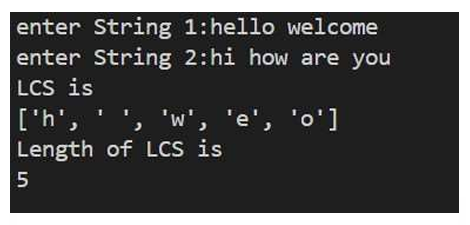 enter String 1:hello welcome
enter String 2:hi how are you
LCS is
['h', ' ', 'w', 'e', 'o']
Length of LCS is
5